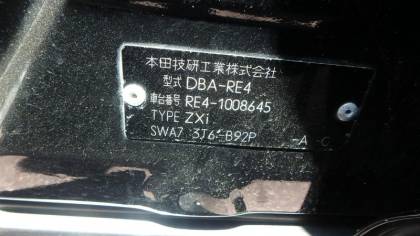 本田技研工業株式会社
型式 DBA-RE4
車台番号 RE4-1008645
TYPE ZXi
SWA7 3J6-B92P -A-C